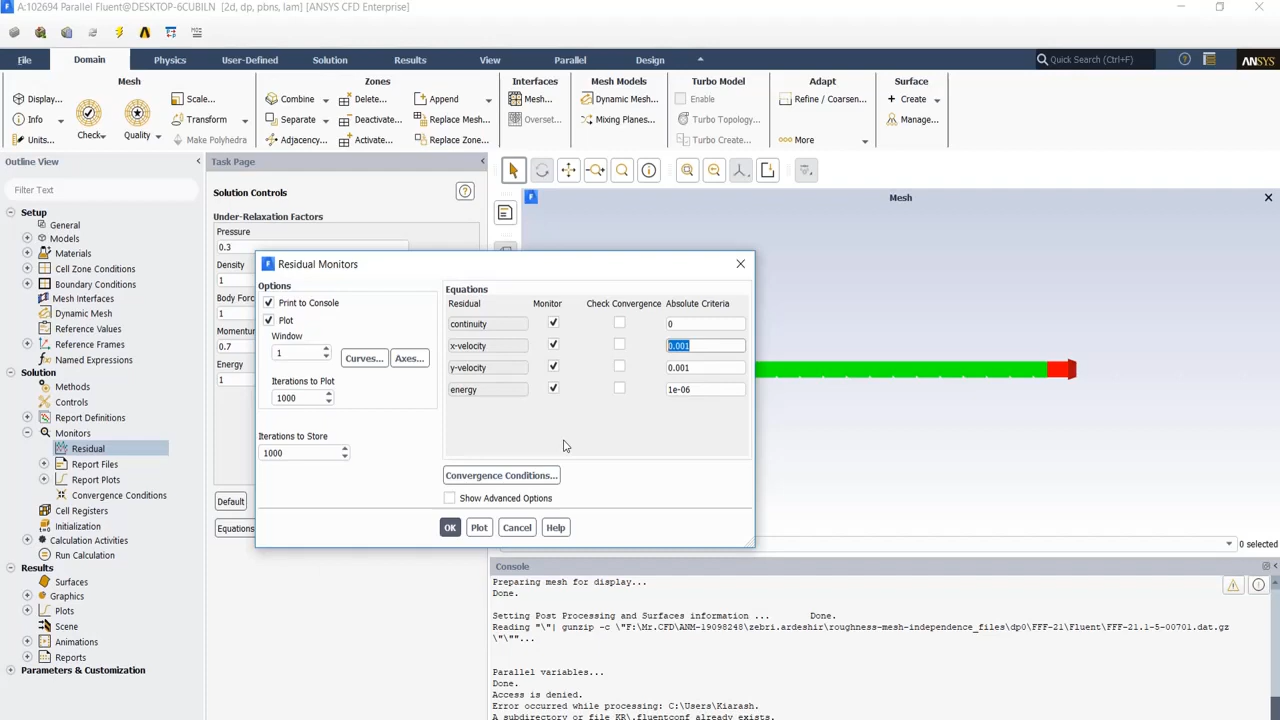 A:102694 Parallel Fluent@DESKTOP-6CUBILN [2d, dp, pbns, lam] [ANSYS CFD Enterprise]
File Domain Physics User-Defined Solution Results View Parallel Design Quick Search (Ctrl+F) ANSYS
Mesh Zones Interfaces Mesh Models Turbo Model Adapt Surface
Display... Scale... Combine Delete... Append Mesh... Dynamic Mesh... Enable Refine / Coarsen... Create
Info Check Quality Transform Separate Deactivate... Replace Mesh... Overset... Mixing Planes... Turbo Topology... Manage...
Units... Make Polyhedra Adjacency... Activate... Replace Zone... Turbo Create... More
Outline View
Filter Text
Setup
General
Models
Materials
Cell Zone Conditions
Boundary Conditions
Mesh Interfaces
Dynamic Mesh
Reference Values
Reference Frames
Named Expressions
Solution
Methods
Controls
Report Definitions
Monitors
Residual
Report Files
Report Plots
Convergence Conditions
Cell Registers
Initialization
Calculation Activities
Run Calculation
Results
Surfaces
Graphics
Plots
Scene
Animations
Reports
Parameters & Customization
Task Page
Solution Controls
Under-Relaxation Factors
Pressure
0.3
Density
1
Body Forc
1
Momentu
0.7
Energy
1
Default
Equations
Mesh
Residual Monitors
Options
Print to Console
Plot
Window
1
Curves... Axes...
Iterations to Plot
1000
Iterations to Store
1000
Equations
Residual Monitor Check Convergence Absolute Criteria
continuity 0
x-velocity 0.001
y-velocity 0.001
energy 1e-06
Convergence Conditions...
Show Advanced Options
OK Plot Cancel Help
0 selected
Console
Preparing mesh for display...
Done.
Setting Post Processing and Surfaces information ... Done.
Reading "\"| gunzip -c \"F:\Mr.CFD\ANM-19098248\zebri.ardeshir\roughness-mesh-independence_files\dp0\FFF-21\Fluent\FFF-21.1-5-00701.dat.gz
\"\""...
Parallel variables...
Done.
Access is denied.
Error occurred while processing: C:\Users\Kiarash.
A subdirectory or file KR\.fluentconf already exists.